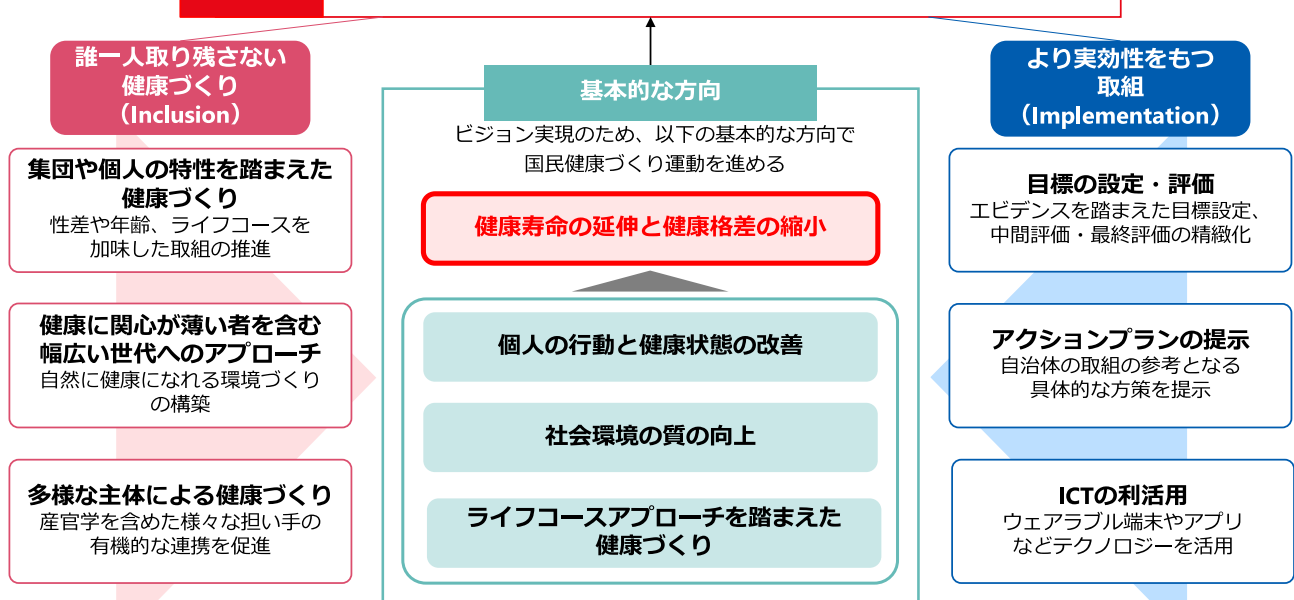 誰一人取り残さない
健康づくり
(Inclusion)
集団や個人の特性を踏まえた
健康づくり
性差や年齢、ライフコースを
加味した取組の推進
健康に関心が薄い者を含む
幅広い世代へのアプローチ
自然に健康になれる環境づくり
の構築
多様な主体による健康づくり
産官学を含めた様々な担い手の
有機的な連携を促進
基本的な方向
ビジョン実現のため、以下の基本的な方向で
国民健康づくり運動を進める
健康寿命の延伸と健康格差の縮小
個人の行動と健康状態の改善
社会環境の質の向上
ライフコースアプローチを踏まえた
健康づくり
より実効性をもつ
取組
(Implementation)
目標の設定・評価
エビデンスを踏まえた目標設定、
中間評価・最終評価の精緻化
アクションプランの提示
自治体の取組の参考となる
具体的な方策を提示
ICTの利活用
ウェアラブル端末やアプリ
などテクノロジーを活用